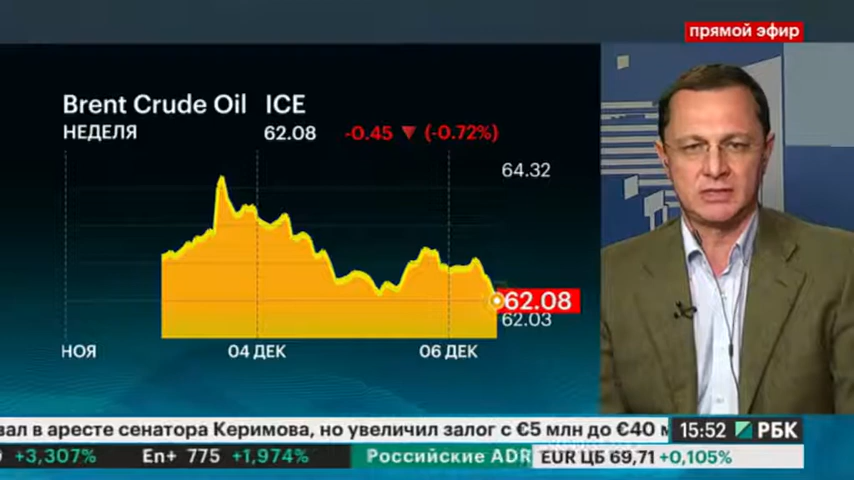 прямой эфир
Brent Crude Oil ICE
НЕДЕЛЯ 62.08 -0.45 ▼ (-0.72%)
64.32
62.08
62.03
НОЯ 04 ДЕК 06 ДЕК
вал в аресте сенатора Керимова, но увеличил залог с €5 млн до €40 м 15:52 РБК
0 +3,307% En+ 775 +1,974% Российские ADR EUR ЦБ 69,71 +0,105%